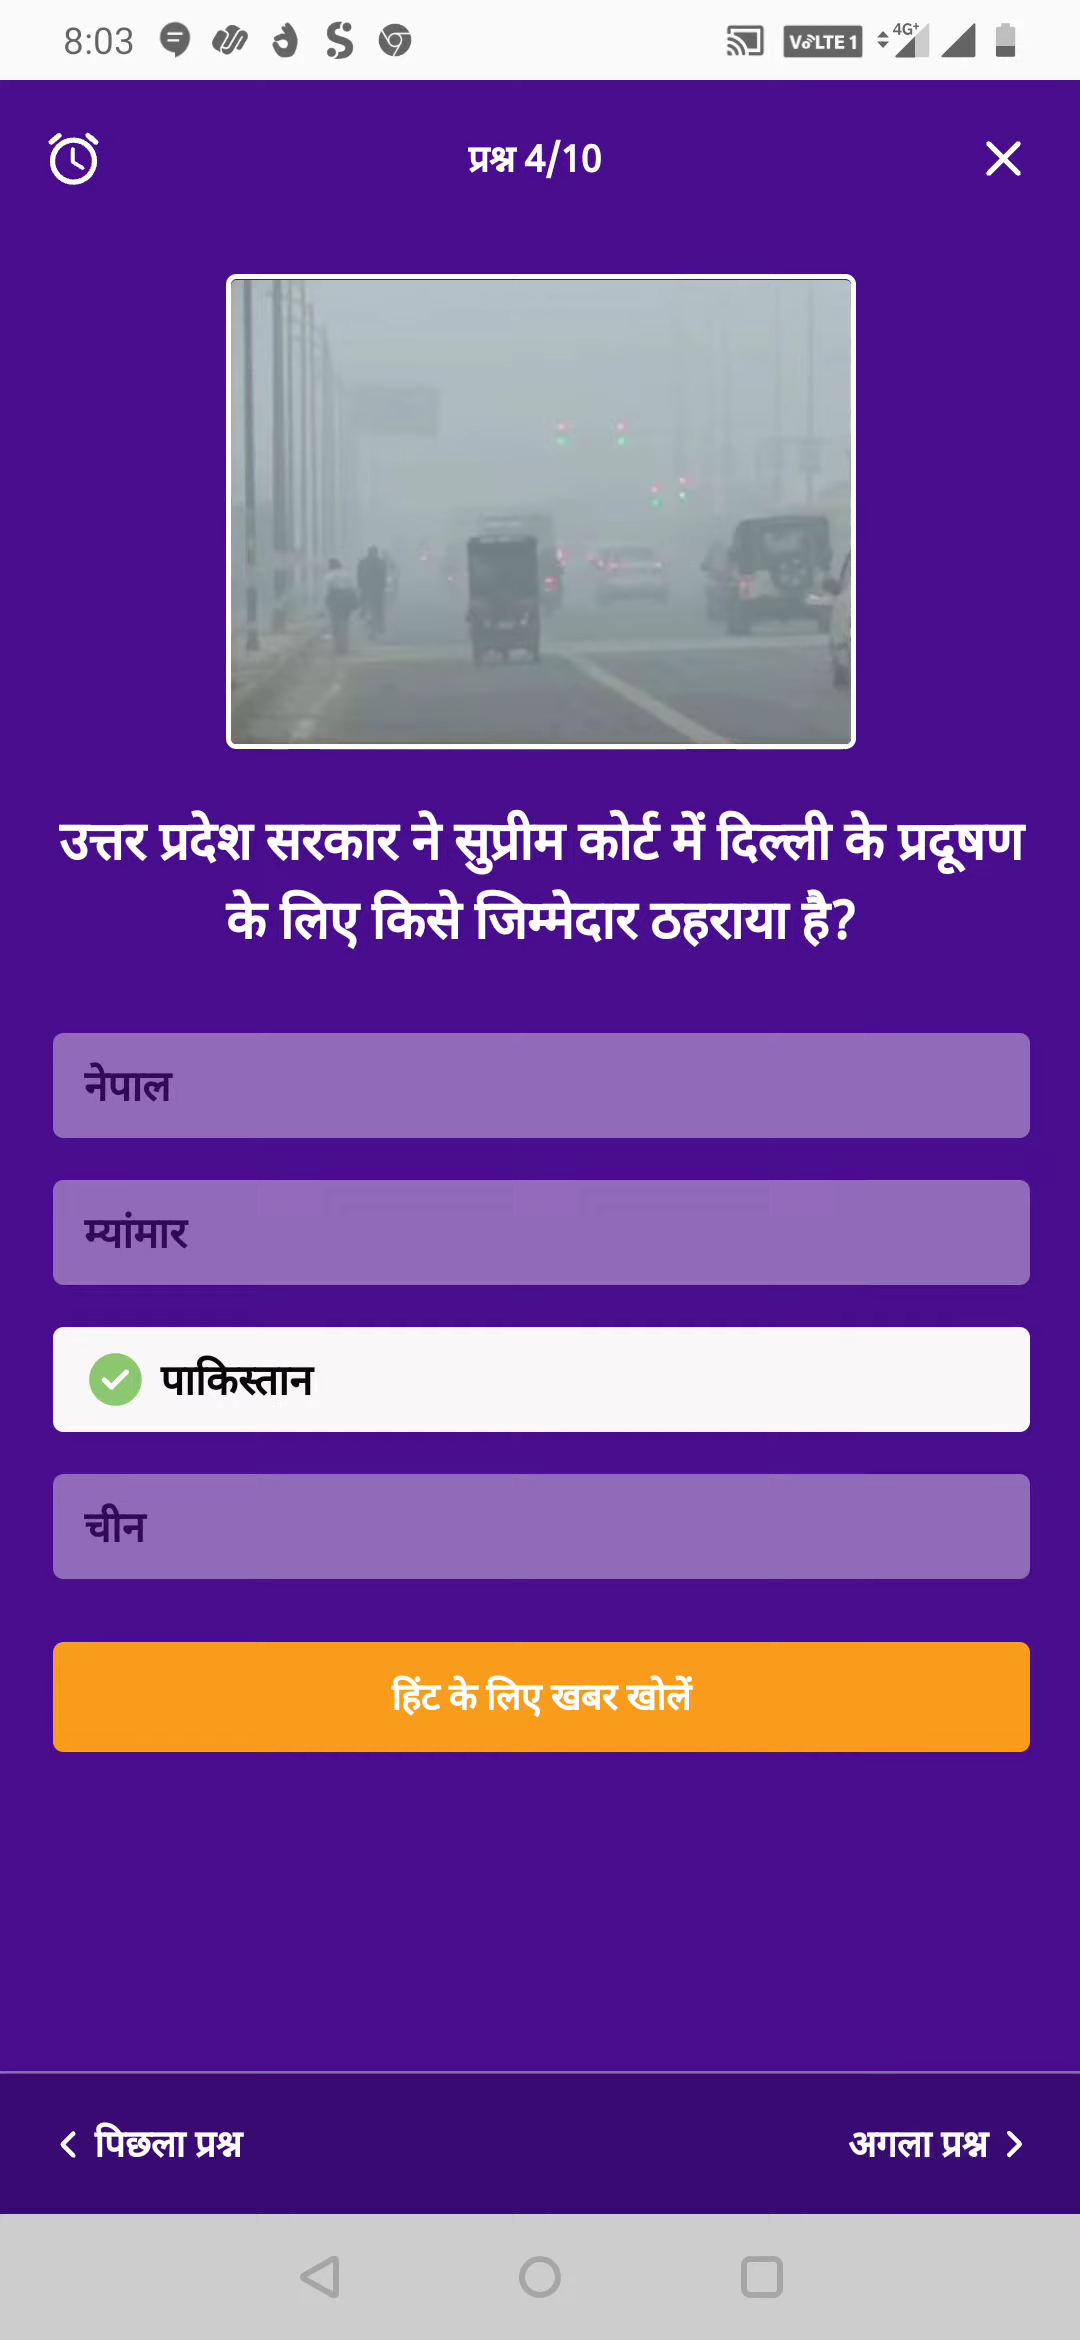 8:03 VoLTE 1 4G+
प्रश्न 4/10
उत्तर प्रदेश सरकार ने सुप्रीम कोर्ट में दिल्ली के प्रदूषण
के लिए किसे जिम्मेदार ठहराया है?
नेपाल
म्यांमार
पाकिस्तान
चीन
हिंट के लिए खबर खोलें
पिछला प्रश्न अगला प्रश्न